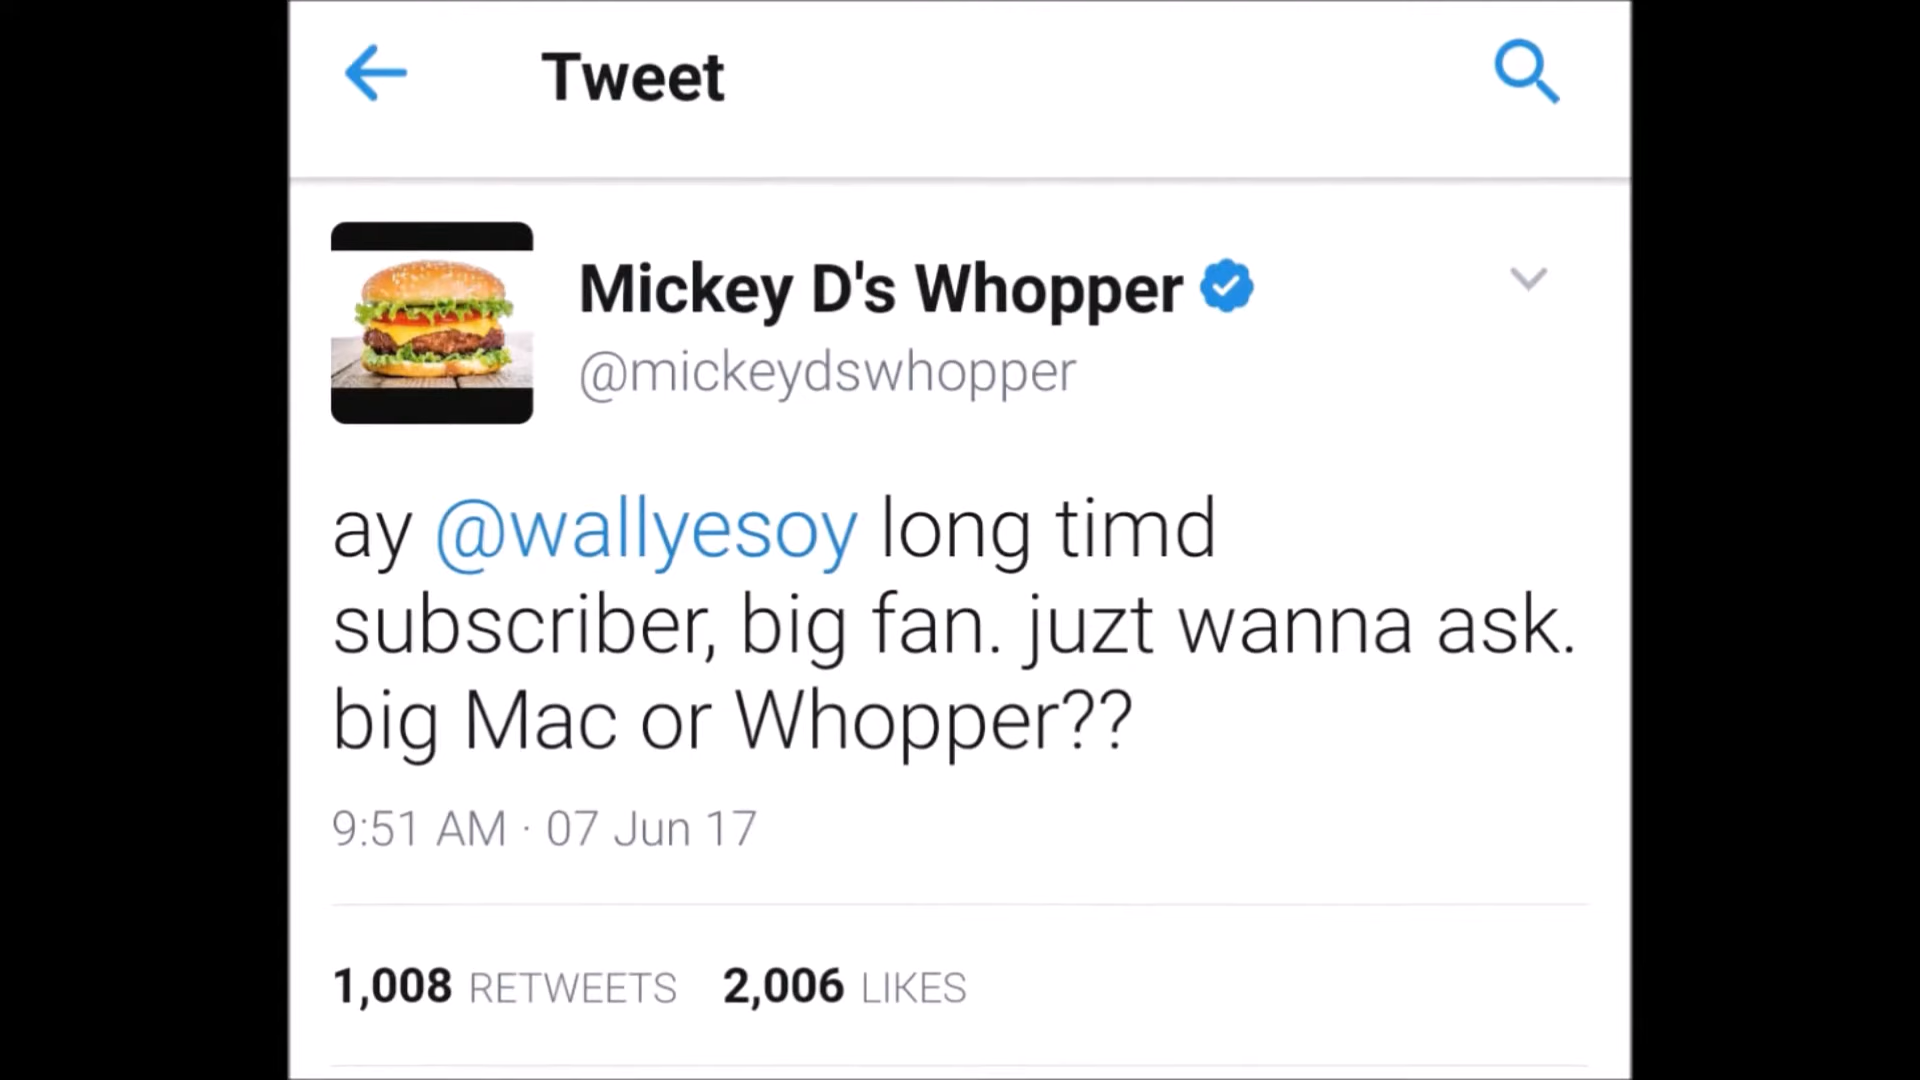 Tweet
Mickey D's Whopper
@mickeydswhopper
ay @wallyesoy long timd
subscriber, big fan. juzt wanna ask.
big Mac or Whopper??
9:51 AM · 07 Jun 17
1,008 RETWEETS 2,006 LIKES